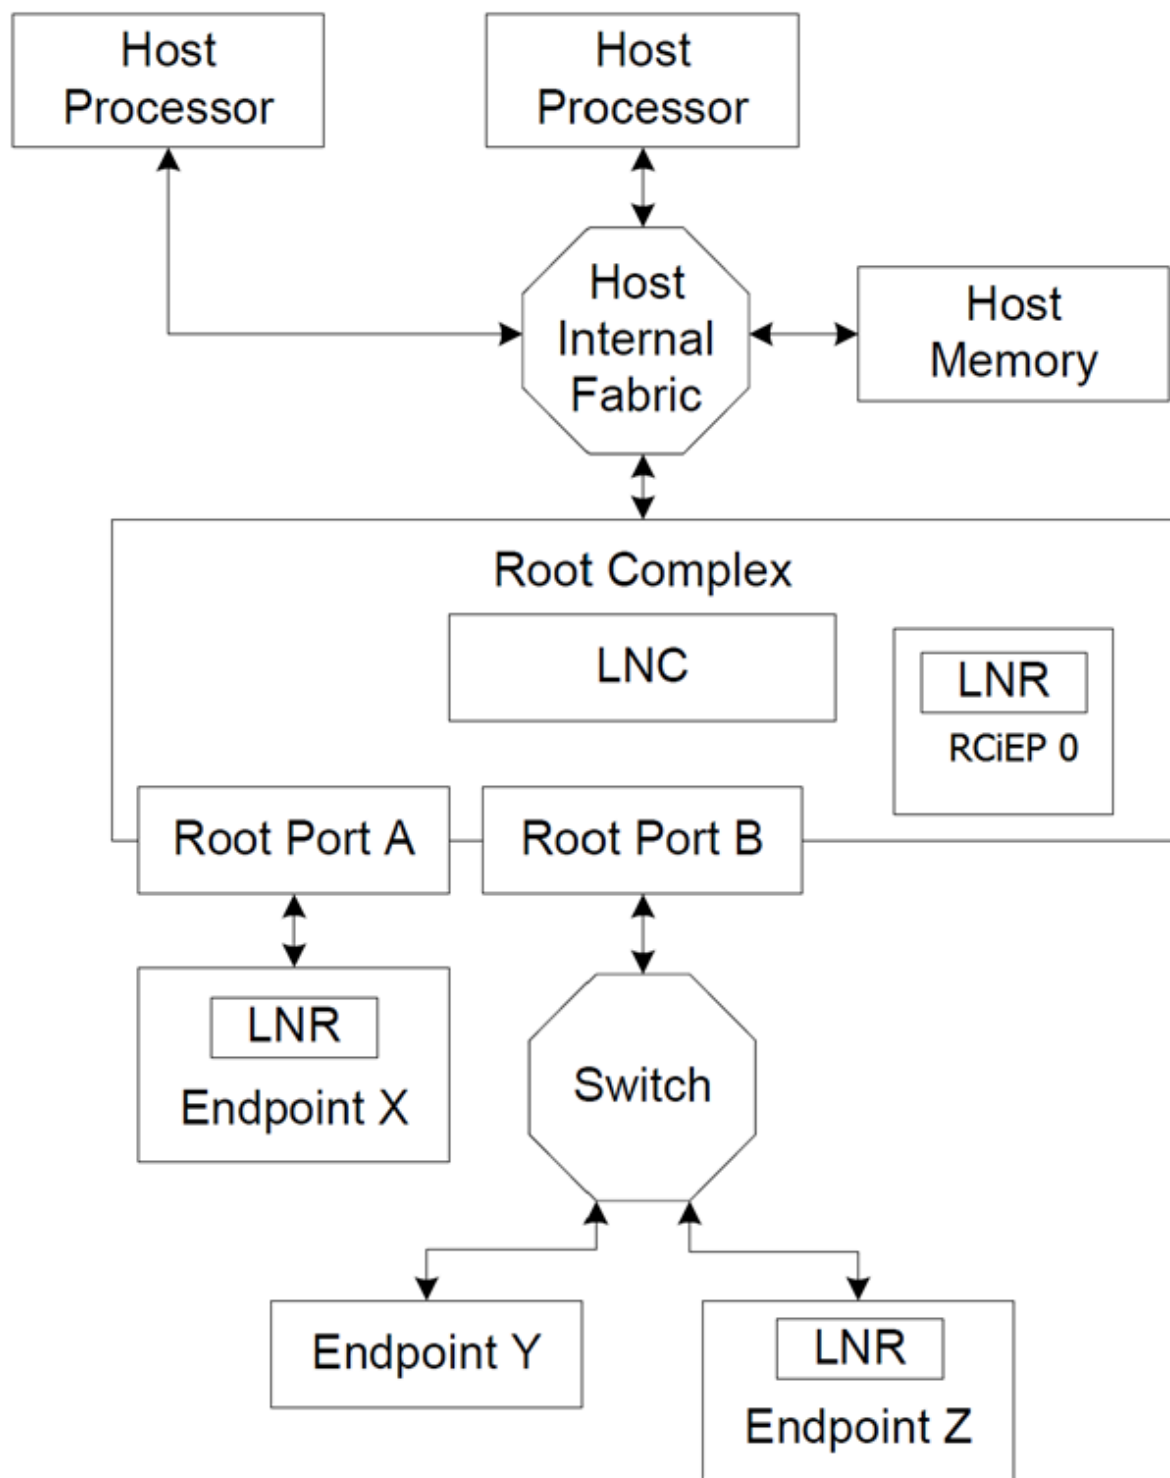 Host
Processor
Host
Processor
Host
Internal
Fabric
Host
Memory
Root Complex
LNC
LNR
RCiEP 0
Root Port A
Root Port B
LNR
Endpoint X
Switch
Endpoint Y
LNR
Endpoint Z